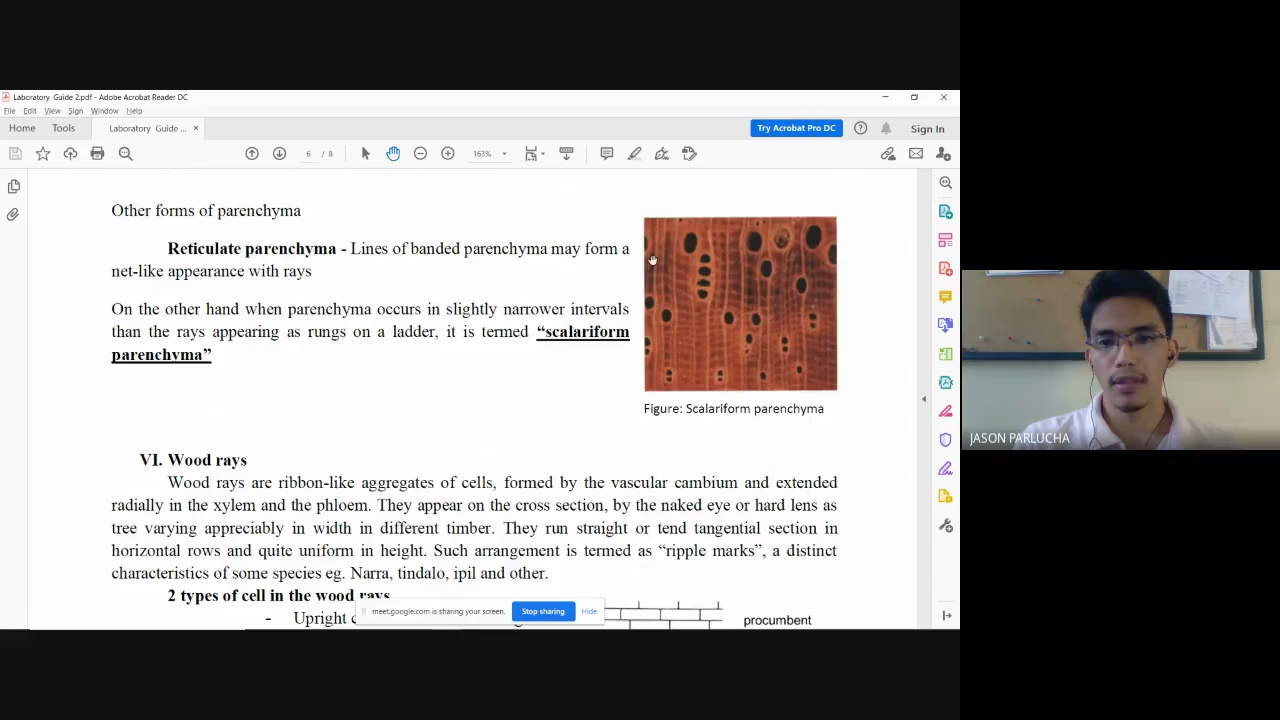 Laboratory Guide 2.pdf - Adobe Acrobat Reader DC
File Edit View Sign Window Help
Home Tools Laboratory Guide ... ×
Try Acrobat Pro DC
Sign In
6 / 8
163%
Other forms of parenchyma
Reticulate parenchyma - Lines of banded parenchyma may form a
net-like appearance with rays
On the other hand when parenchyma occurs in slightly narrower intervals
than the rays appearing as rungs on a ladder, it is termed “scalariform
parenchyma”
Figure: Scalariform parenchyma
JASON PARLUCHA
VI. Wood rays
Wood rays are ribbon-like aggregates of cells, formed by the vascular cambium and extended
radially in the xylem and the phloem. They appear on the cross section, by the naked eye or hard lens as
tree varying appreciably in width in different timber. They run straight or tend tangential section in
horizontal rows and quite uniform in height. Such arrangement is termed as “ripple marks”, a distinct
characteristics of some species eg. Narra, tindalo, ipil and other.
2 types of cell in the wood rays
meet.google.com is sharing your screen. Stop sharing Hide
- Upright
procumbent